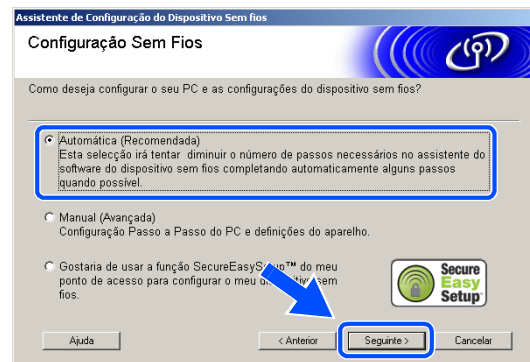 Assistente de Configuração do Dispositivo Sem fios
Configuração Sem Fios
Como deseja configurar o seu PC e as configurações do dispositivo sem fios?
Automática (Recomendada)
Esta selecção irá tentar diminuir o número de passos necessários no assistente do
software do dispositivo sem fios completando automaticamente alguns passos
quando possível.
Manual (Avançada)
Configuração Passo a Passo do PC e definições do aparelho.
Gostaria de usar a função SecureEasySetup™ do meu
ponto de acesso para configurar o meu dispositivo sem
fios.
Secure
Easy
Setup
Ajuda
< Anterior
Seguinte >
Cancelar